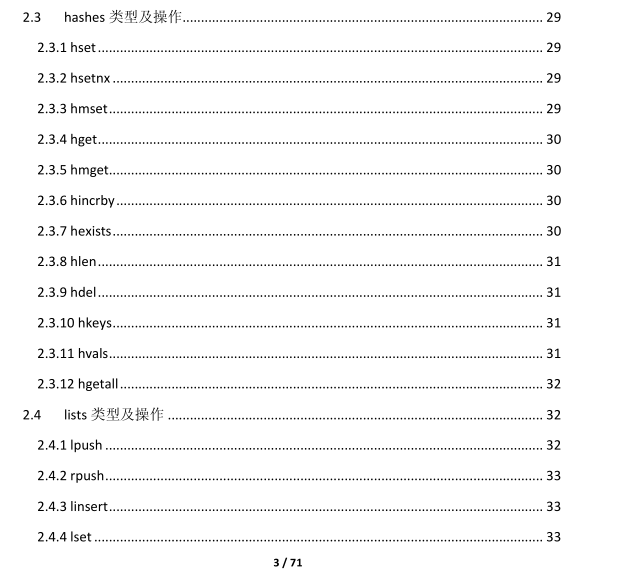 2.3 hashes 类型及操作........ 29
2.3.1 hset........ 29
2.3.2 hsetnx........ 29
2.3.3 hmset........ 29
2.3.4 hget........ 30
2.3.5 hmget........ 30
2.3.6 hincrby........ 30
2.3.7 hexists........ 30
2.3.8 hlen........ 31
2.3.9 hdel........ 31
2.3.10 hkeys........ 31
2.3.11 hvals........ 31
2.3.12 hgetall........ 32
2.4 lists 类型及操作........ 32
2.4.1 lpush........ 32
2.4.2 rpush........ 33
2.4.3 linsert........ 33
2.4.4 lset........ 33
3 / 71